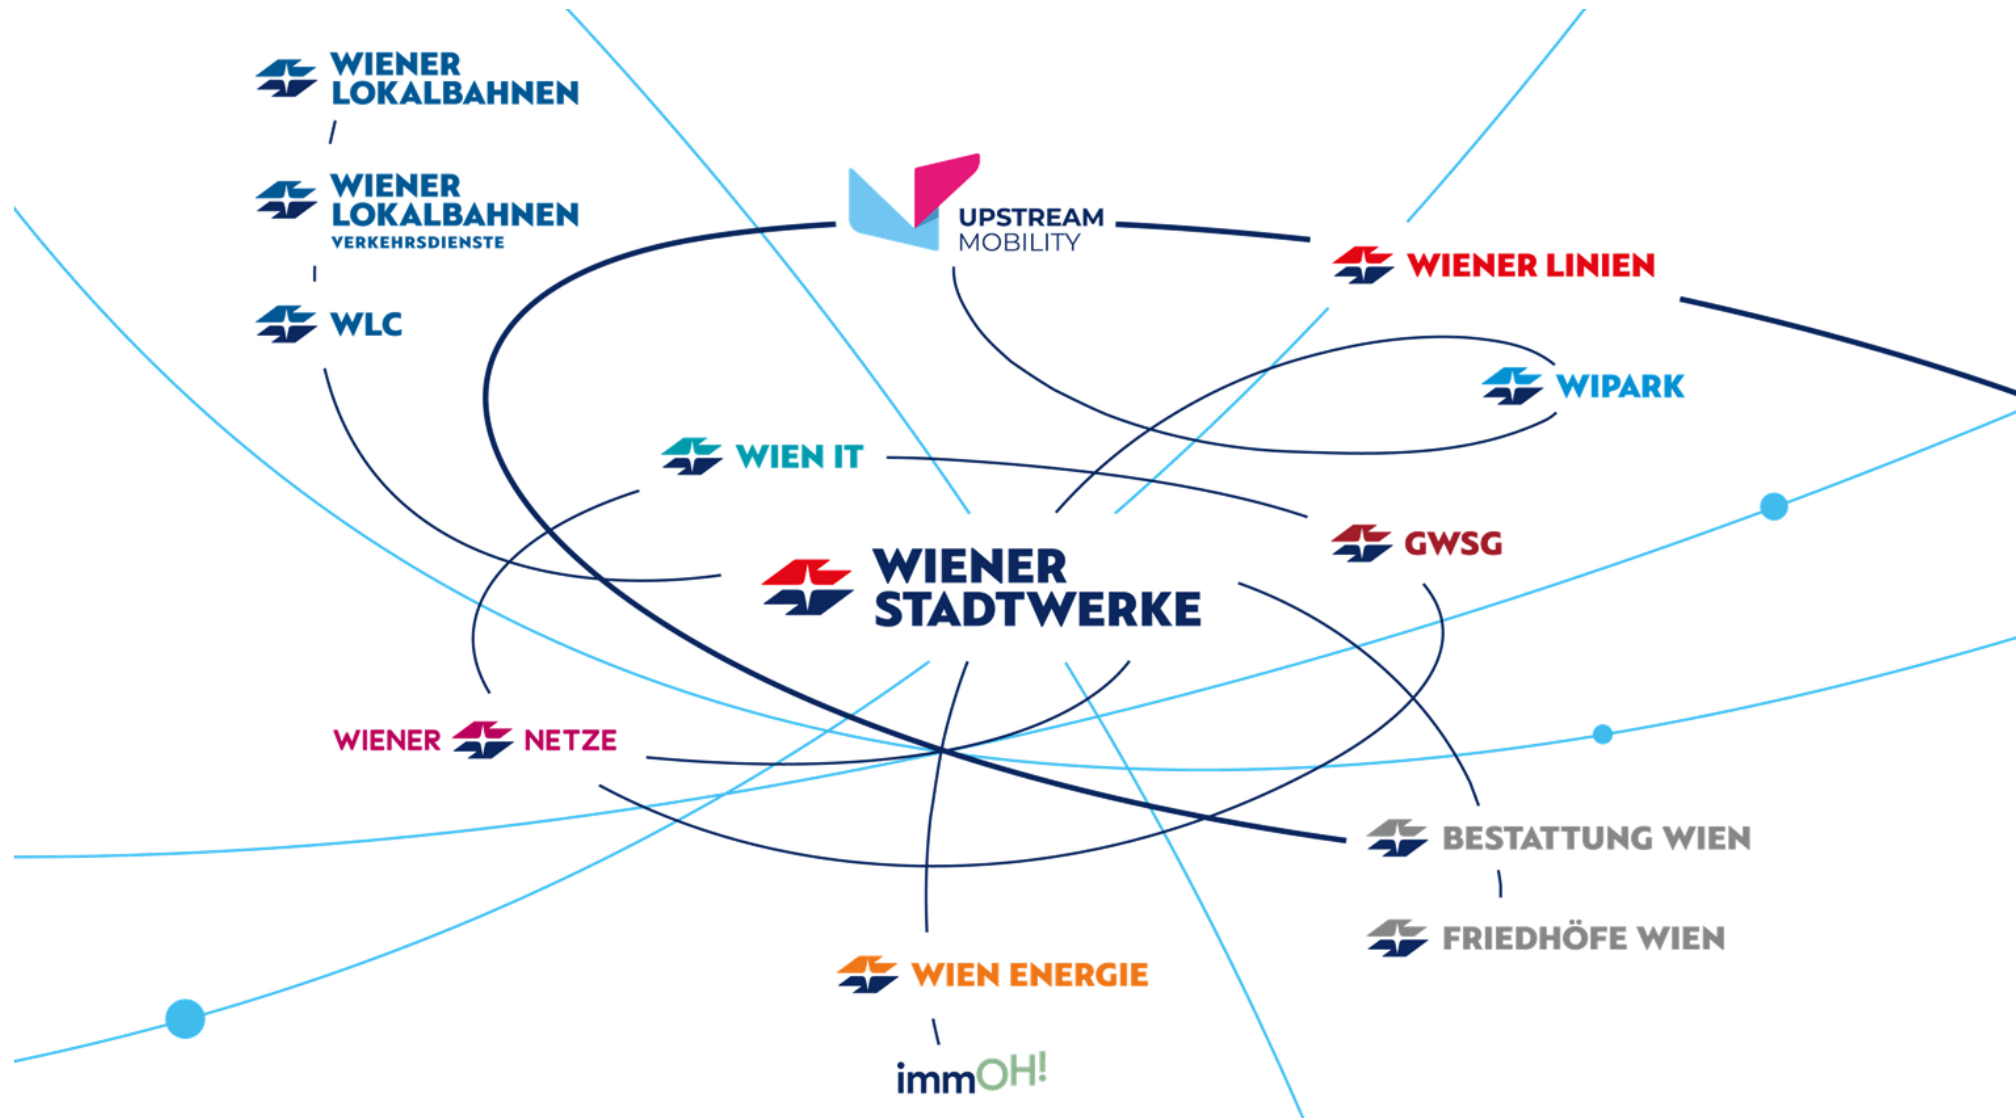 WIENER
LOKALBAHNEN
WIENER
LOKALBAHNEN
VERKEHRSDIENSTE
WLC
UPSTREAM
MOBILITY
WIENER LINIEN
WIPARK
WIEN IT
GWSG
WIENER
STADTWERKE
WIENER NETZE
BESTATTUNG WIEN
FRIEDHÖFE WIEN
WIEN ENERGIE
immOH!